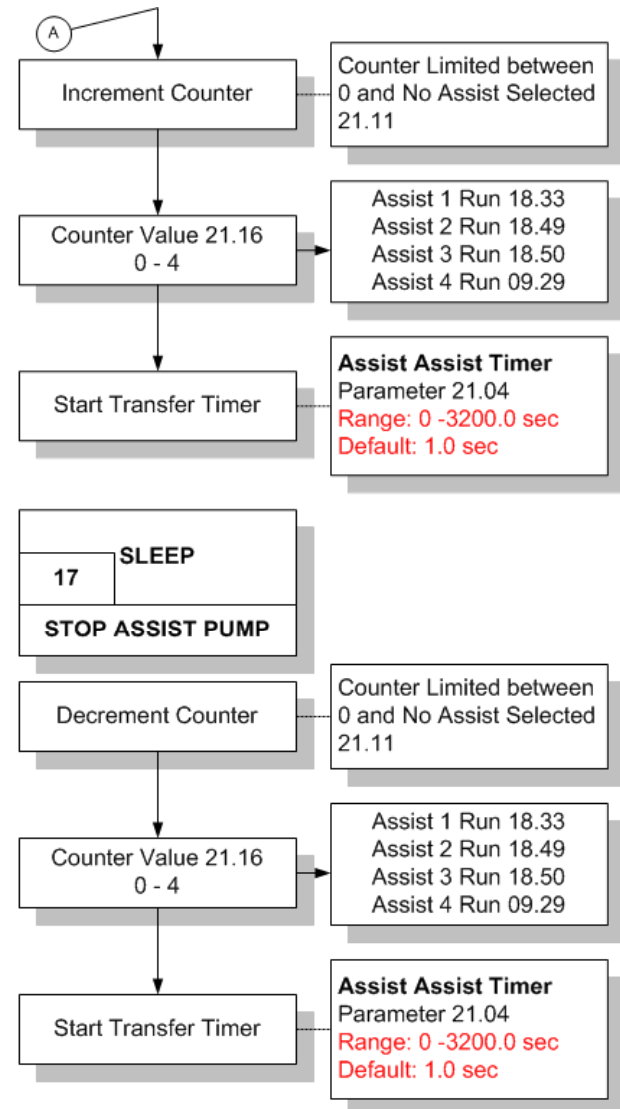 A
Increment Counter
Counter Limited between
0 and No Assist Selected
21.11
Counter Value 21.16
0 - 4
Assist 1 Run 18.33
Assist 2 Run 18.49
Assist 3 Run 18.50
Assist 4 Run 09.29
Start Transfer Timer
Assist Assist Timer
Parameter 21.04
Range: 0 -3200.0 sec
Default: 1.0 sec
SLEEP
17
STOP ASSIST PUMP
Decrement Counter
Counter Limited between
0 and No Assist Selected
21.11
Counter Value 21.16
0 - 4
Assist 1 Run 18.33
Assist 2 Run 18.49
Assist 3 Run 18.50
Assist 4 Run 09.29
Start Transfer Timer
Assist Assist Timer
Parameter 21.04
Range: 0 -3200.0 sec
Default: 1.0 sec